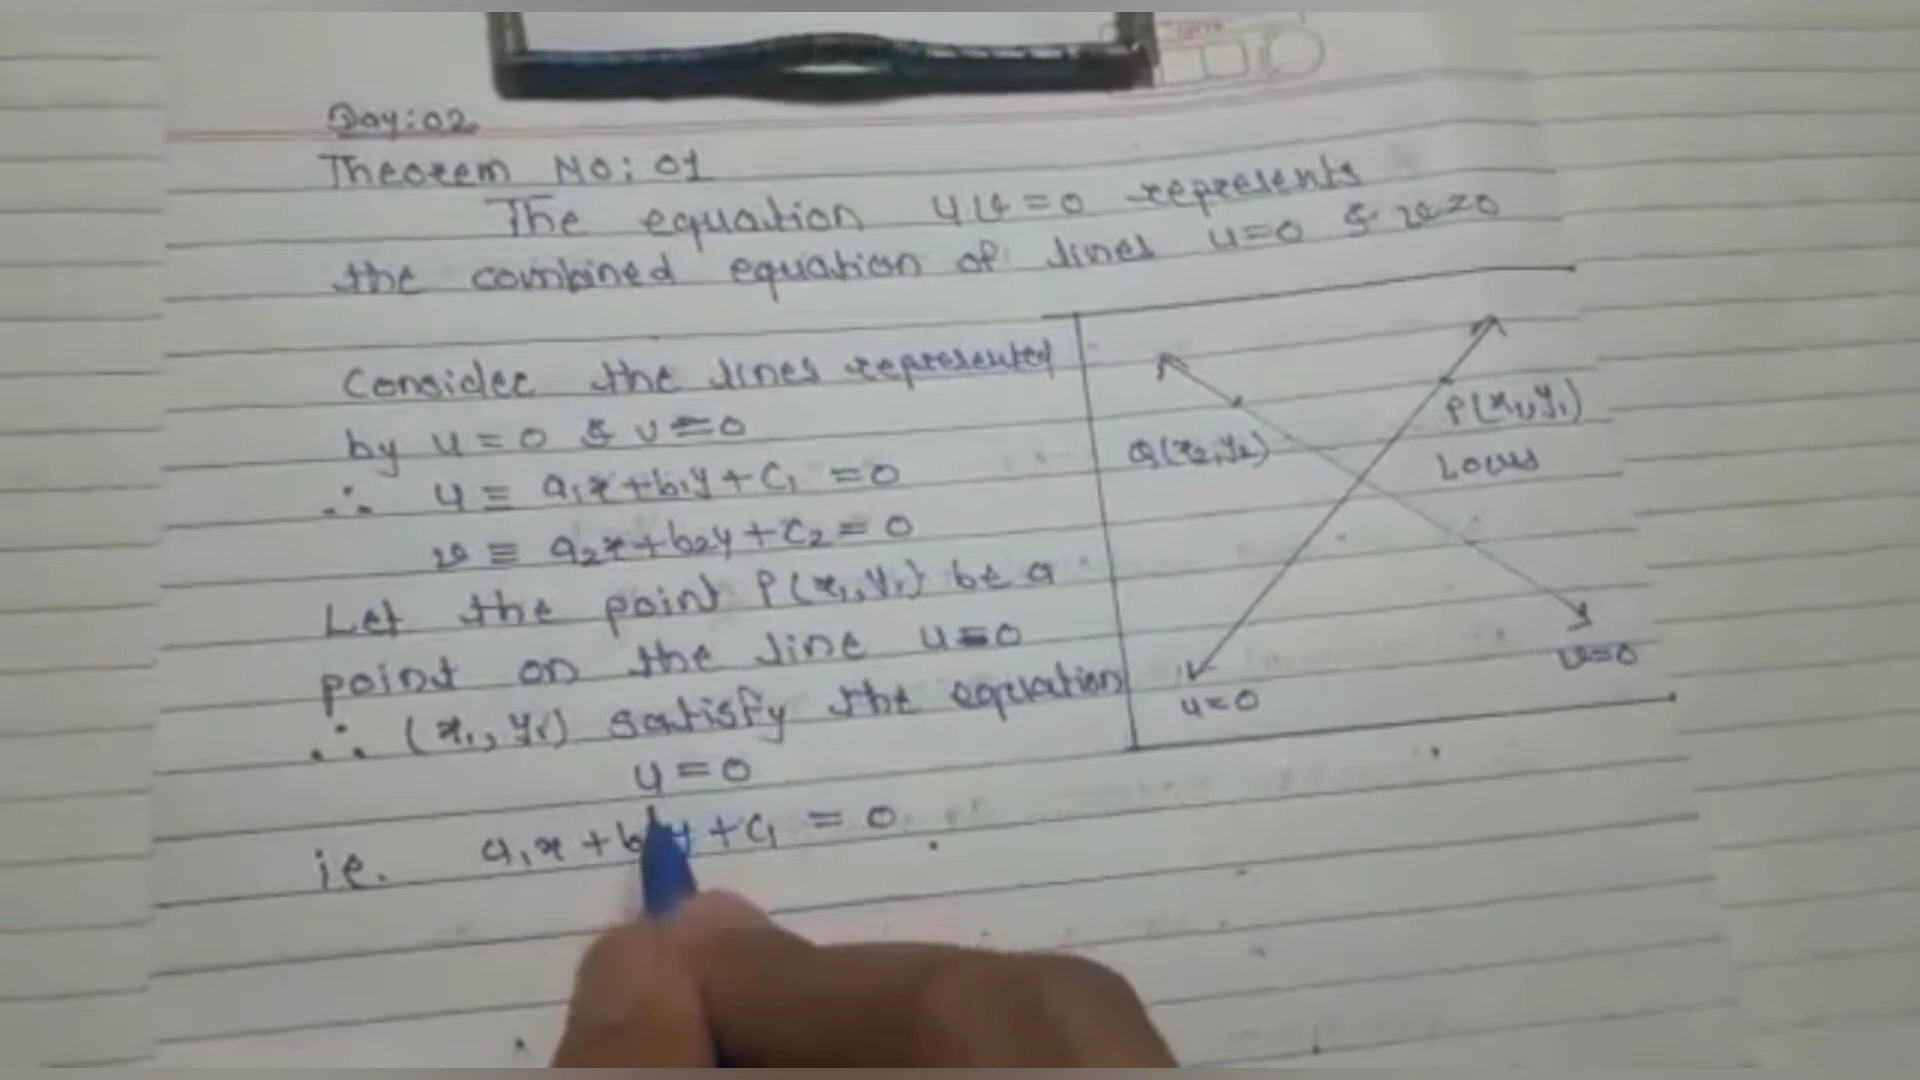 Day: 02
Theorem No: 01
The equation uv = 0 represents
the combined equation of lines u=0 & v=0
Consider the lines represented
by u = 0 & v = 0
∴ u ≡ a₁x + b₁y + c₁ = 0
v ≡ a₂x + b₂y + c₂ = 0
Let the point P(x₁, y₁) be a
point on the line u=0
∴ (x₁, y₁) satisfy the equation
u = 0
ie. a₁x + b₁y + c₁ = 0
P(x₁, y₁)
Q(x₂, y₂)
Locus
v=0
u=0